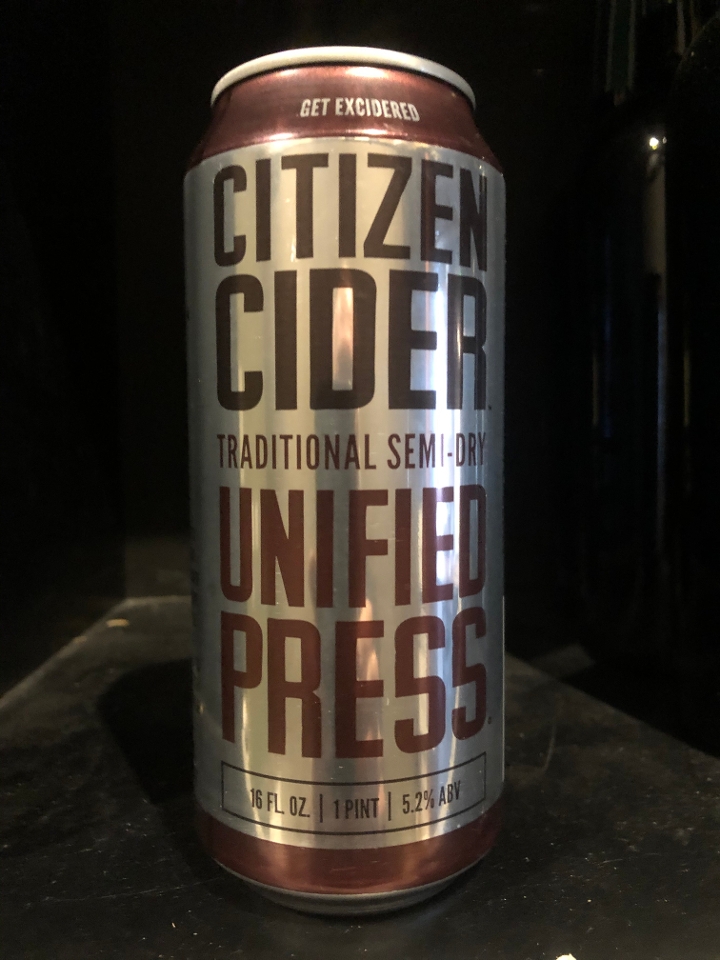 GET EXCIDERED
CITIZEN
CIDER
TRADITIONAL SEMI-DRY
UNIFIED
PRESS
16 FL. OZ. | 1 PINT | 5.2% ABV